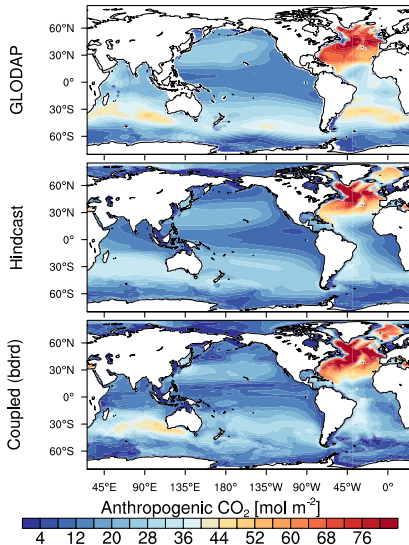 GLODAP
60°N
30°N
0°
30°S
60°S
Hindcast
60°N
30°N
0°
30°S
60°S
Coupled (bdrd)
60°N
30°N
0°
30°S
60°S
45°E 90°E 135°E 180° 135°W 90°W 45°W 0°
Anthropogenic CO₂ [mol m⁻²]
4 12 20 28 36 44 52 60 68 76